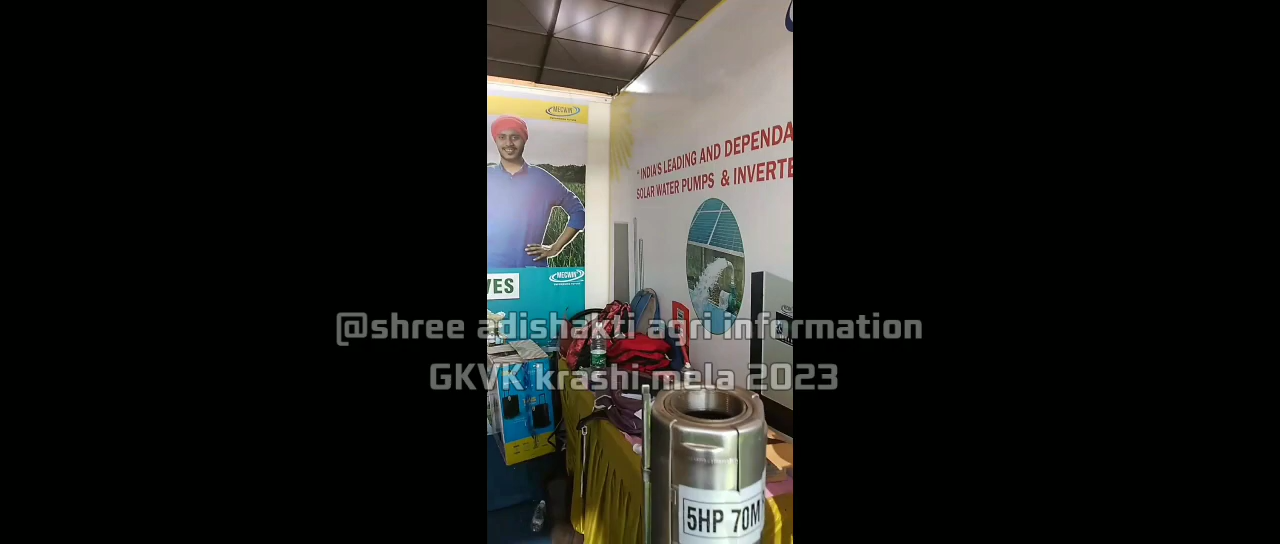 MECWIN
"INDIA'S LEADING AND DEPENDA
SOLAR WATER PUMPS & INVERTE
MECWIN
VES
@shree adishakti agri information
GKVK krashi mela 2023
5HP 70M